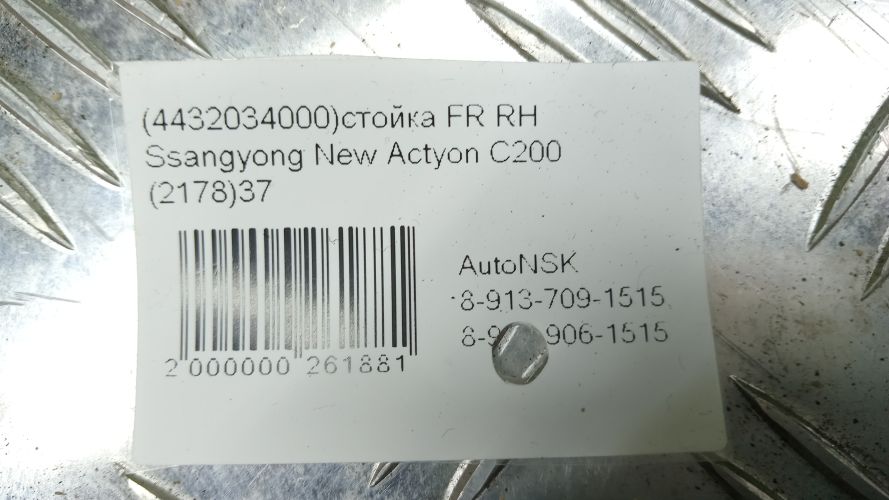 (4432034000)стойка FR RH
Ssangyong New Actyon C200
(2178)37
AutoNSK
8-913-709-1515
906-1515
2 000000 261881